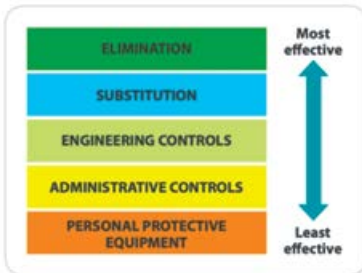 ELIMINATION
Most
effective
SUBSTITUTION
ENGINEERING CONTROLS
ADMINISTRATIVE CONTROLS
PERSONAL PROTECTIVE
EQUIPMENT
Least
effective